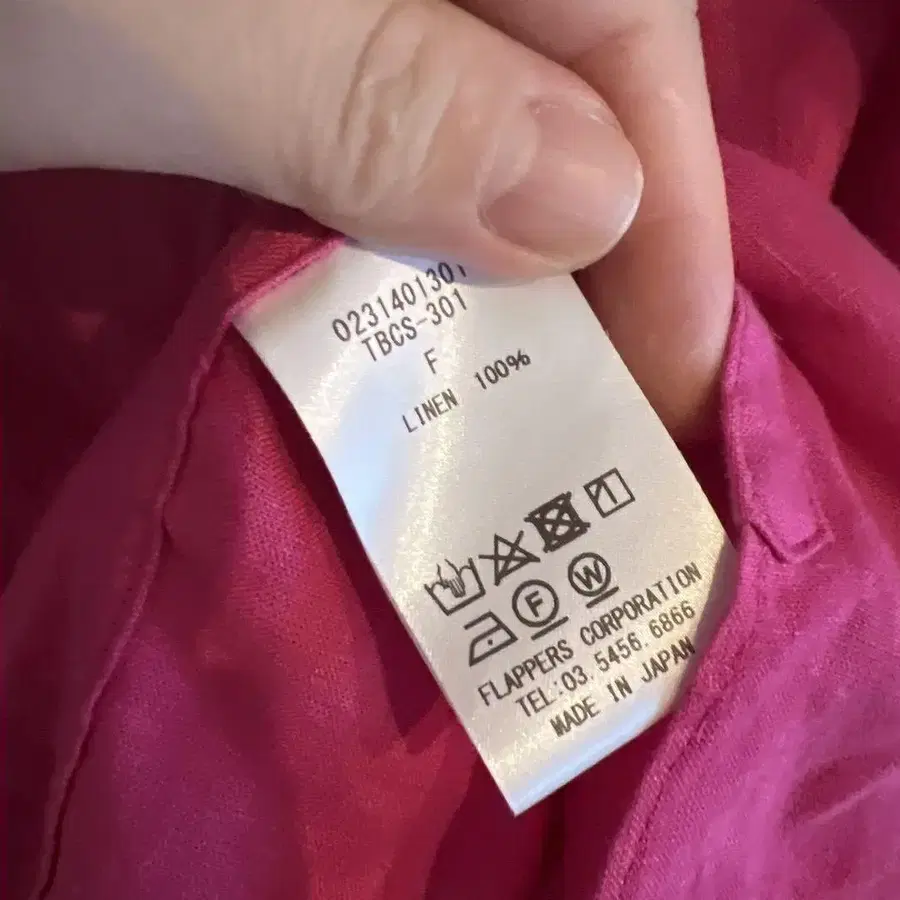 0231401301
TBCS-301
F
LINEN 100%
F W
FLAPPERS CORPORATION
TEL:03.5456.6866
MADE IN JAPAN